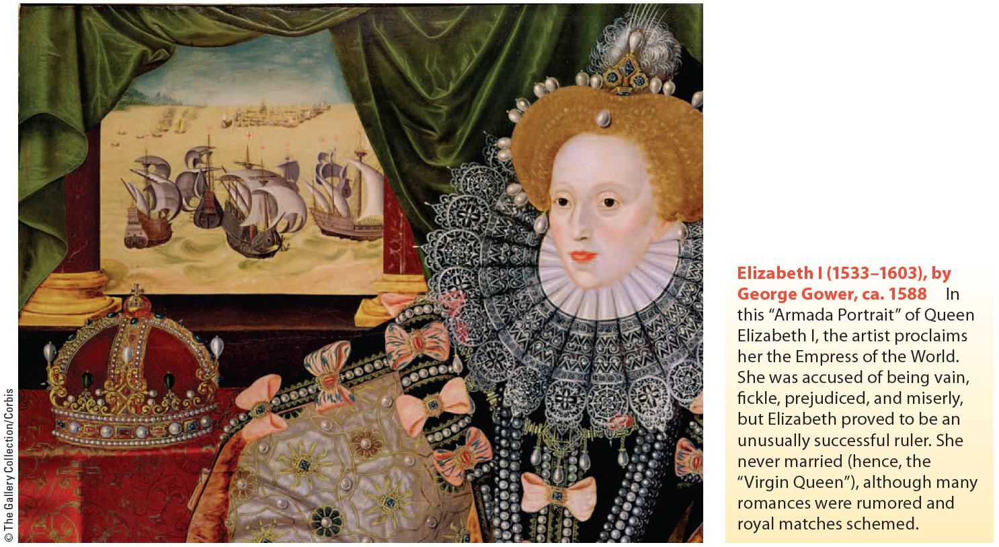 © The Gallery Collection/Corbis
Elizabeth I (1533–1603), by
George Gower, ca. 1588 In
this “Armada Portrait” of Queen
Elizabeth I, the artist proclaims
her the Empress of the World.
She was accused of being vain,
fickle, prejudiced, and miserly,
but Elizabeth proved to be an
unusually successful ruler. She
never married (hence, the
“Virgin Queen”), although many
romances were rumored and
royal matches schemed.